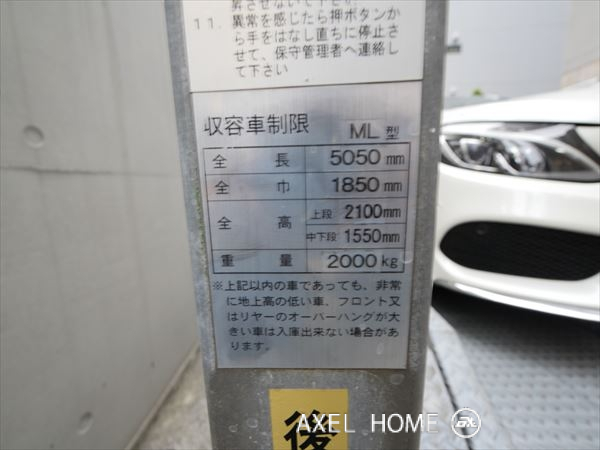 昇させないで下さい
11. 異常を感じたら押ボタンか
ら手をはなし直ちに停止さ
せて、保守管理者へ連絡し
て下さい
収容車制限 ML型
全長 5050mm
全巾 1850mm
全高 上段 2100mm
中下段 1550mm
重量 2000kg
※上記以内の車であっても、非常
に地上高の低い車、フロント又
はリヤーのオーバーハングが大
きい車は入庫出来ない場合があ
ります。
後
AXEL HOME